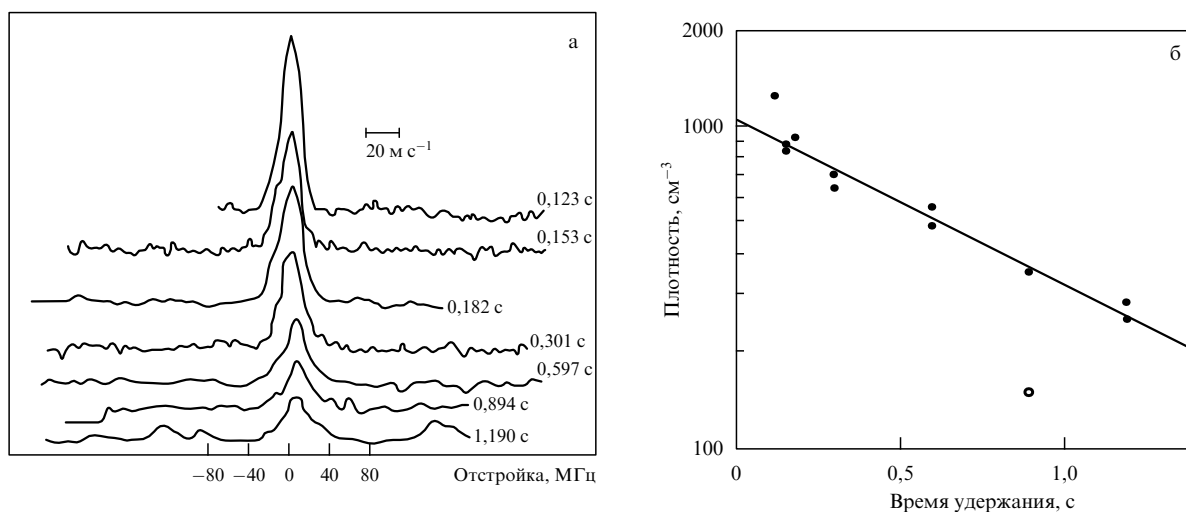 а
20 м с⁻¹
0,123 с
0,153 с
0,182 с
0,301 с
0,597 с
0,894 с
1,190 с
−80 −40 0 40 80 Отстройка, МГц
б
Плотность, см⁻³
2000
1000
100
0 0,5 1,0
Время удержания, с